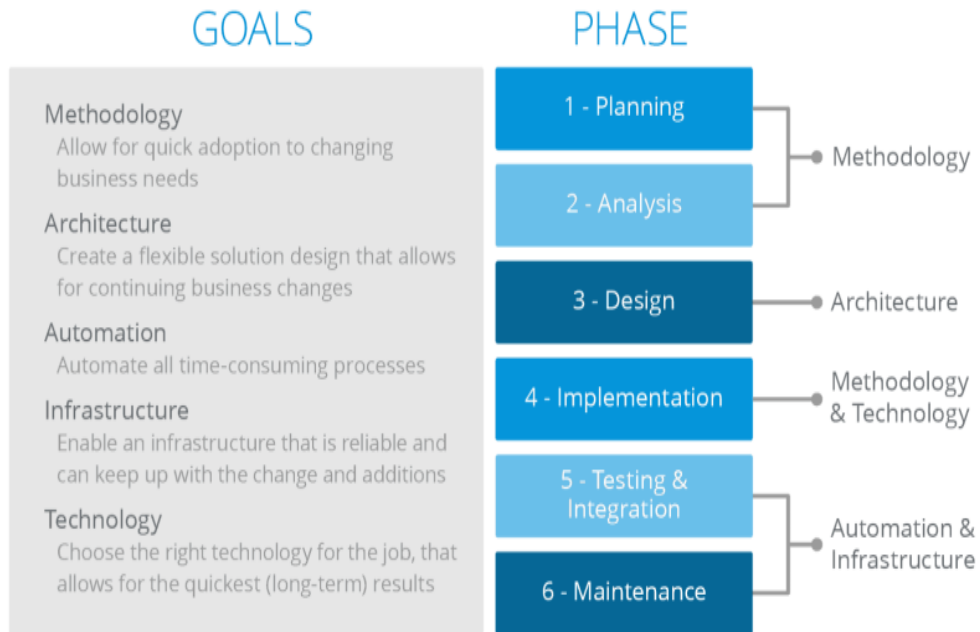 GOALS
Methodology
Allow for quick adoption to changing
business needs
Architecture
Create a flexible solution design that allows
for continuing business changes
Automation
Automate all time-consuming processes
Infrastructure
Enable an infrastructure that is reliable and
can keep up with the change and additions
Technology
Choose the right technology for the job, that
allows for the quickest (long-term) results
PHASE
1 - Planning
2 - Analysis
3 - Design
4 - Implementation
5 - Testing &
Integration
6 - Maintenance
Methodology
Architecture
Methodology
& Technology
Automation &
Infrastructure